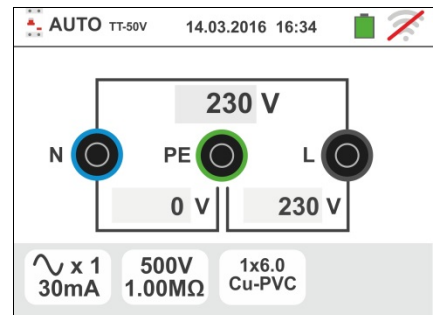 AUTO TT-50V 14.03.2016 16:34
230 V
N PE L
0 V 230 V
∿ x 1 500V 1x6.0
30mA 1.00MΩ Cu-PVC